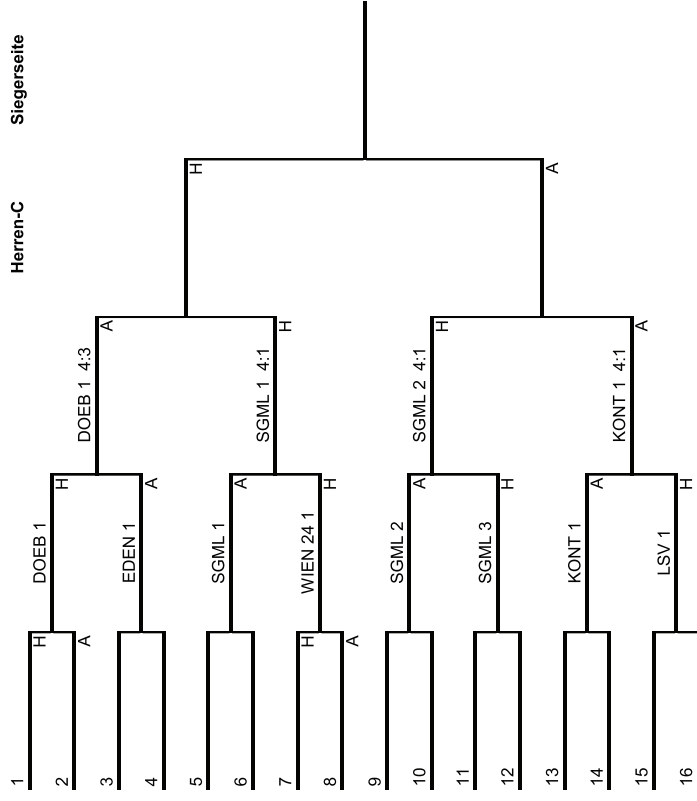 Herren-C Siegerseite
1
H
2
A
DOEB 1
H
DOEB 1 4:3
A
3
4
EDEN 1
A
H
5
6
SGML 1
A
SGML 1 4:1
H
7
H
8
A
WIEN 24 1
H
9
10
SGML 2
A
SGML 2 4:1
H
11
12
SGML 3
H
A
13
14
KONT 1
A
KONT 1 4:1
A
15
16
LSV 1
H